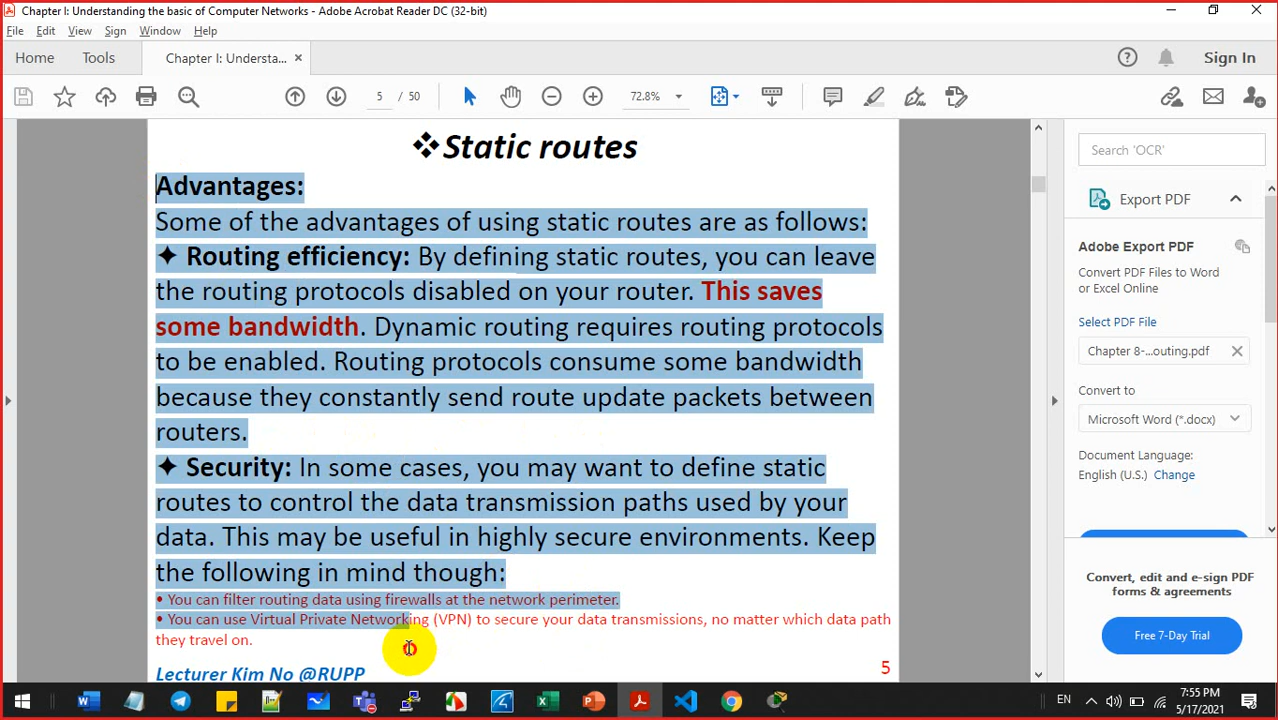 Chapter I: Understanding the basic of Computer Networks - Adobe Acrobat Reader DC (32-bit)
File Edit View Sign Window Help
Home Tools Chapter I: Understa... × Sign In
5 / 50 72.8%
❖Static routes
Advantages:
Some of the advantages of using static routes are as follows:
✦ Routing efficiency: By defining static routes, you can leave
the routing protocols disabled on your router. This saves
some bandwidth. Dynamic routing requires routing protocols
to be enabled. Routing protocols consume some bandwidth
because they constantly send route update packets between
routers.
✦ Security: In some cases, you may want to define static
routes to control the data transmission paths used by your
data. This may be useful in highly secure environments. Keep
the following in mind though:
• You can filter routing data using firewalls at the network perimeter.
• You can use Virtual Private Networking (VPN) to secure your data transmissions, no matter which data path
they travel on.
Lecturer Kim No @RUPP 5
Search 'OCR'
Export PDF
Adobe Export PDF
Convert PDF Files to Word
or Excel Online
Select PDF File
Chapter 8-...outing.pdf ×
Convert to
Microsoft Word (*.docx)
Document Language:
English (U.S.) Change
Convert, edit and e-sign PDF
forms & agreements
Free 7-Day Trial
EN
7:55 PM
5/17/2021